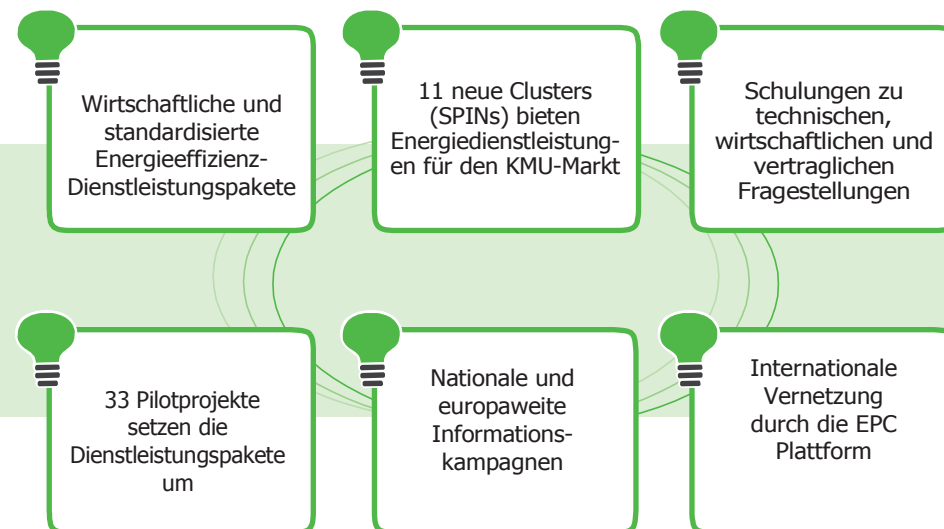 Wirtschaftliche und
standardisierte
Energieeffizienz-
Dienstleistungspakete
11 neue Clusters
(SPINs) bieten
Energiedienstleistung-
en für den KMU-Markt
Schulungen zu
technischen,
wirtschaftlichen und
vertraglichen
Fragestellungen
33 Pilotprojekte
setzen die
Dienstleistungspakete
um
Nationale und
europaweite
Informations-
kampagnen
Internationale
Vernetzung
durch die EPC
Plattform